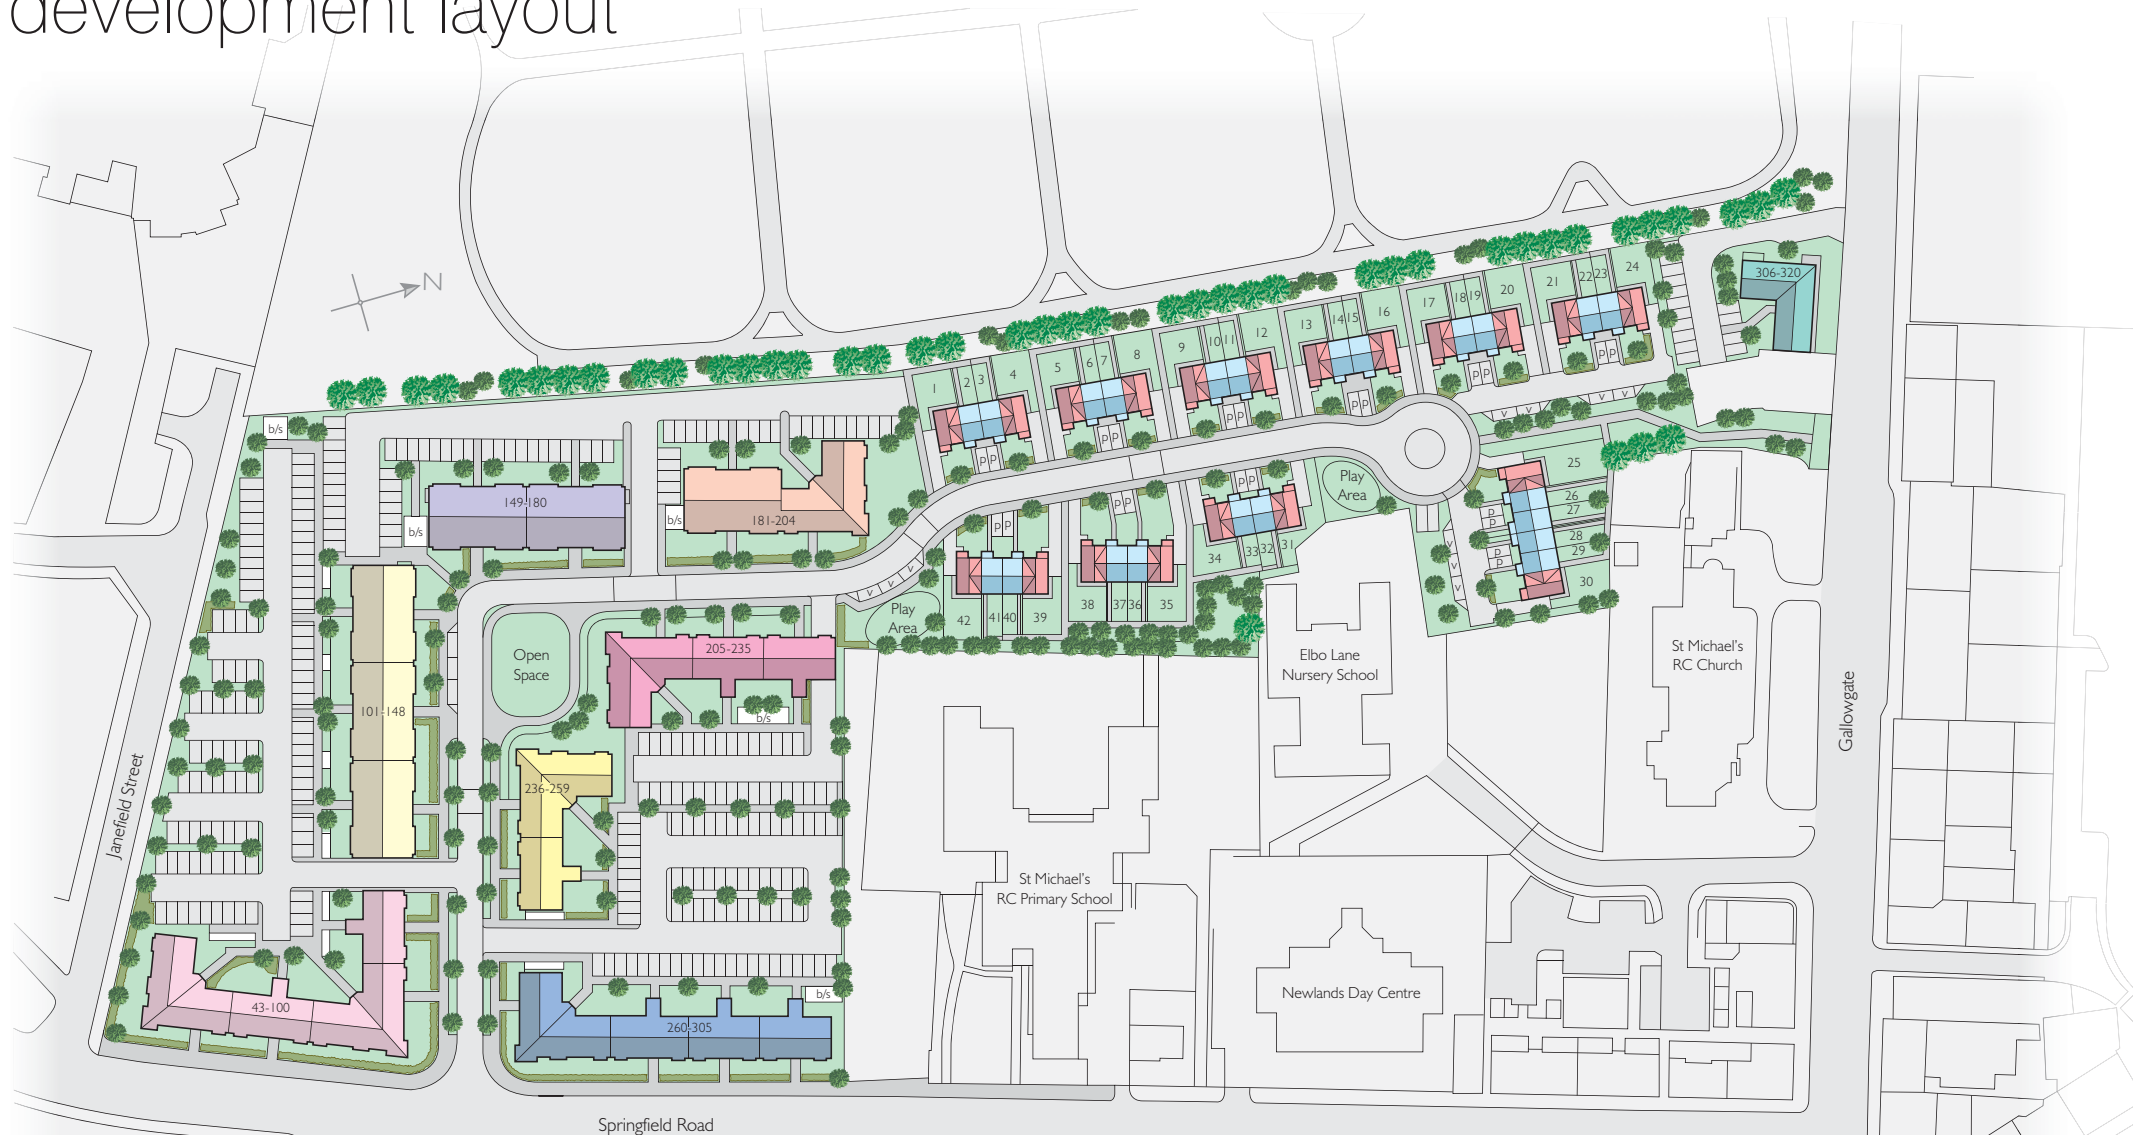 development layout
N
306-320
24
22
23
21
20
18
19
17
16
14
15
13
12
10
11
9
8
6
7
5
4
2
3
1
b/s
149-180
b/s
181-204
b/s
P P
P P
P P
P P
P P
P P
V V V V
Play
Area
25
26
27
28
29
30
P
P
P
P
P
V
V
V
P P
P P
P P
34
33
32
31
38
37
36
35
42
41
40
39
V V V V
Play
Area
Open
Space
205-235
b/s
101-148
236-259
43-100
260-305
b/s
Elbo Lane
Nursery School
St Michael's
RC Church
St Michael's
RC Primary School
Newlands Day Centre
Janefield Street
Gallowgate
Springfield Road